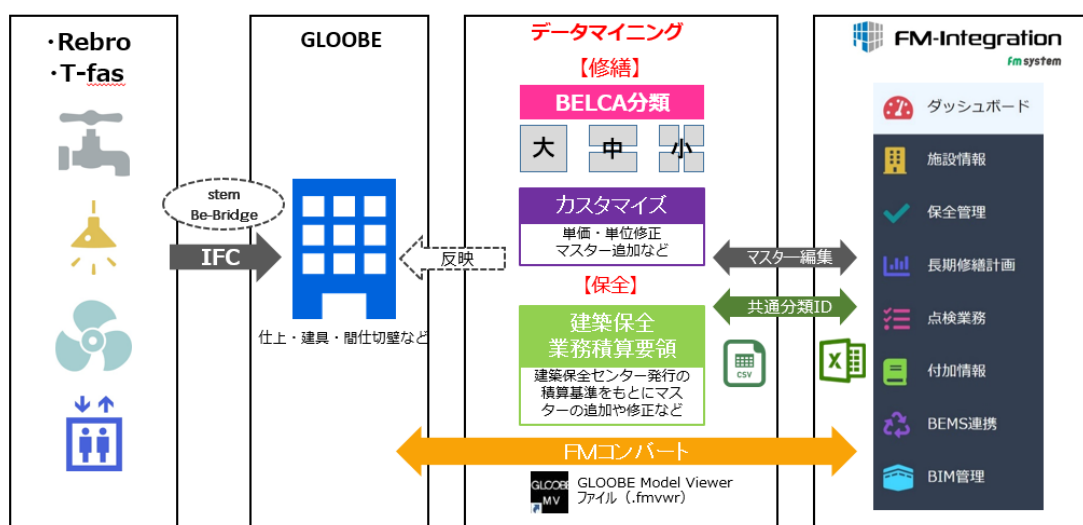 ・Rebro
・T-fas
stem
Be-Bridge
IFC
GLOOBE
仕上・建具・間仕切壁など
反映
データマイニング
【修繕】
BELCA分類
大
中
小
カスタマイズ
単価・単位修正
マスター追加など
【保全】
建築保全
業務積算要領
建築保全センター発行の
積算基準をもとにマス
ターの追加や修正など
マスター編集
共通分類ID
CSV
X
FMコンバート
GLOOBE
MV
GLOOBE Model Viewer
ファイル（.fmvwr）
FM-Integration
fm system
ダッシュボード
施設情報
保全管理
長期修繕計画
点検業務
付加情報
BEMS連携
BIM管理